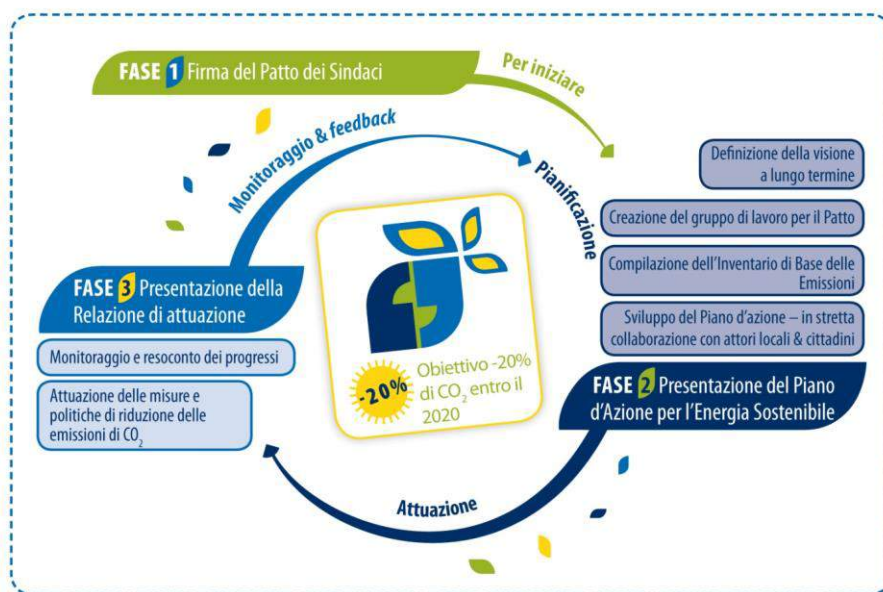 FASE 1 Firma del Patto dei Sindaci
Per iniziare
Monitoraggio & feedback
Pianificazione
Definizione della visione
a lungo termine
Creazione del gruppo di lavoro per il Patto
Compilazione dell’Inventario di Base delle
Emissioni
Sviluppo del Piano d’azione – in stretta
collaborazione con attori locali & cittadini
FASE 2 Presentazione del Piano
d’Azione per l’Energia Sostenibile
FASE 3 Presentazione della
Relazione di attuazione
Monitoraggio e resoconto dei progressi
Attuazione delle misure e
politiche di riduzione delle
emissioni di CO₂
-20%
Obiettivo -20%
di CO₂ entro il
2020
Attuazione